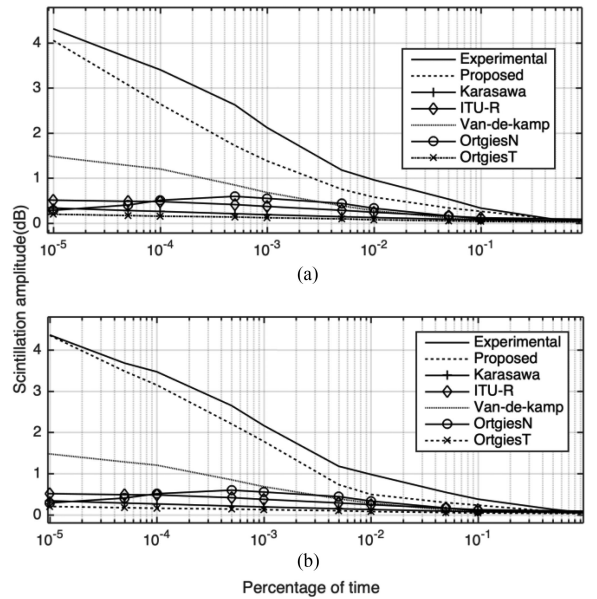 4
3
2
1
0
Experimental
Proposed
Karasawa
ITU-R
Van-de-kamp
OrtgiesN
OrtgiesT
10-5
10-4
10-3
10-2
10-1
(a)
Scintillation amplitude(dB)
4
3
2
1
0
Experimental
Proposed
Karasawa
ITU-R
Van-de-kamp
OrtgiesN
OrtgiesT
10-5
10-4
10-3
10-2
10-1
(b)
Percentage of time